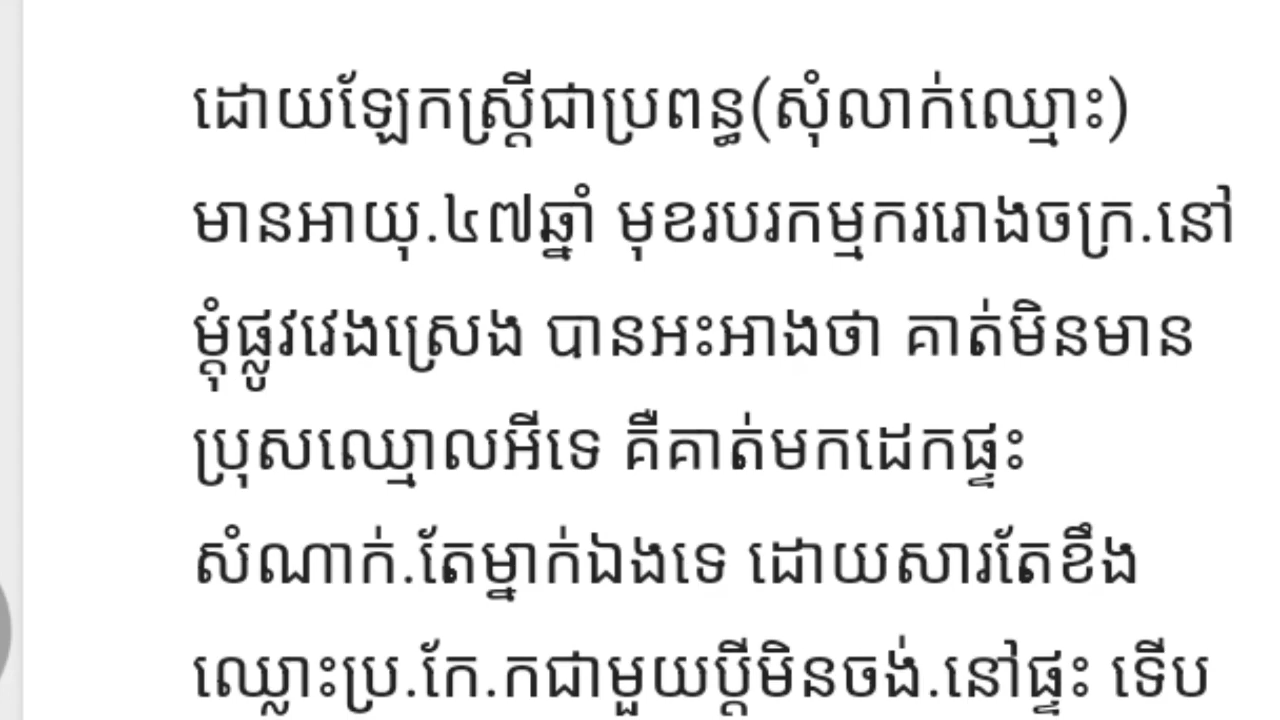 ដោយឡែកស្ត្រីជាប្រពន្ធ(សុំលាក់ឈ្មោះ)
មានអាយុ.៤៧ឆ្នាំ មុខរបរកម្មកររោងចក្រ.នៅ
ម្តុំផ្លូវវេងស្រេង បានអះអាងថា គាត់មិនមាន
ប្រុសឈ្មោលអីទេ គឺគាត់មកដេកផ្ទះ
សំណាក់.តែម្នាក់ឯងទេ ដោយសារតែខឹង
ឈ្លោះប្រ.កែ.កជាមួយប្តីមិនចង់.នៅផ្ទះ ទើប